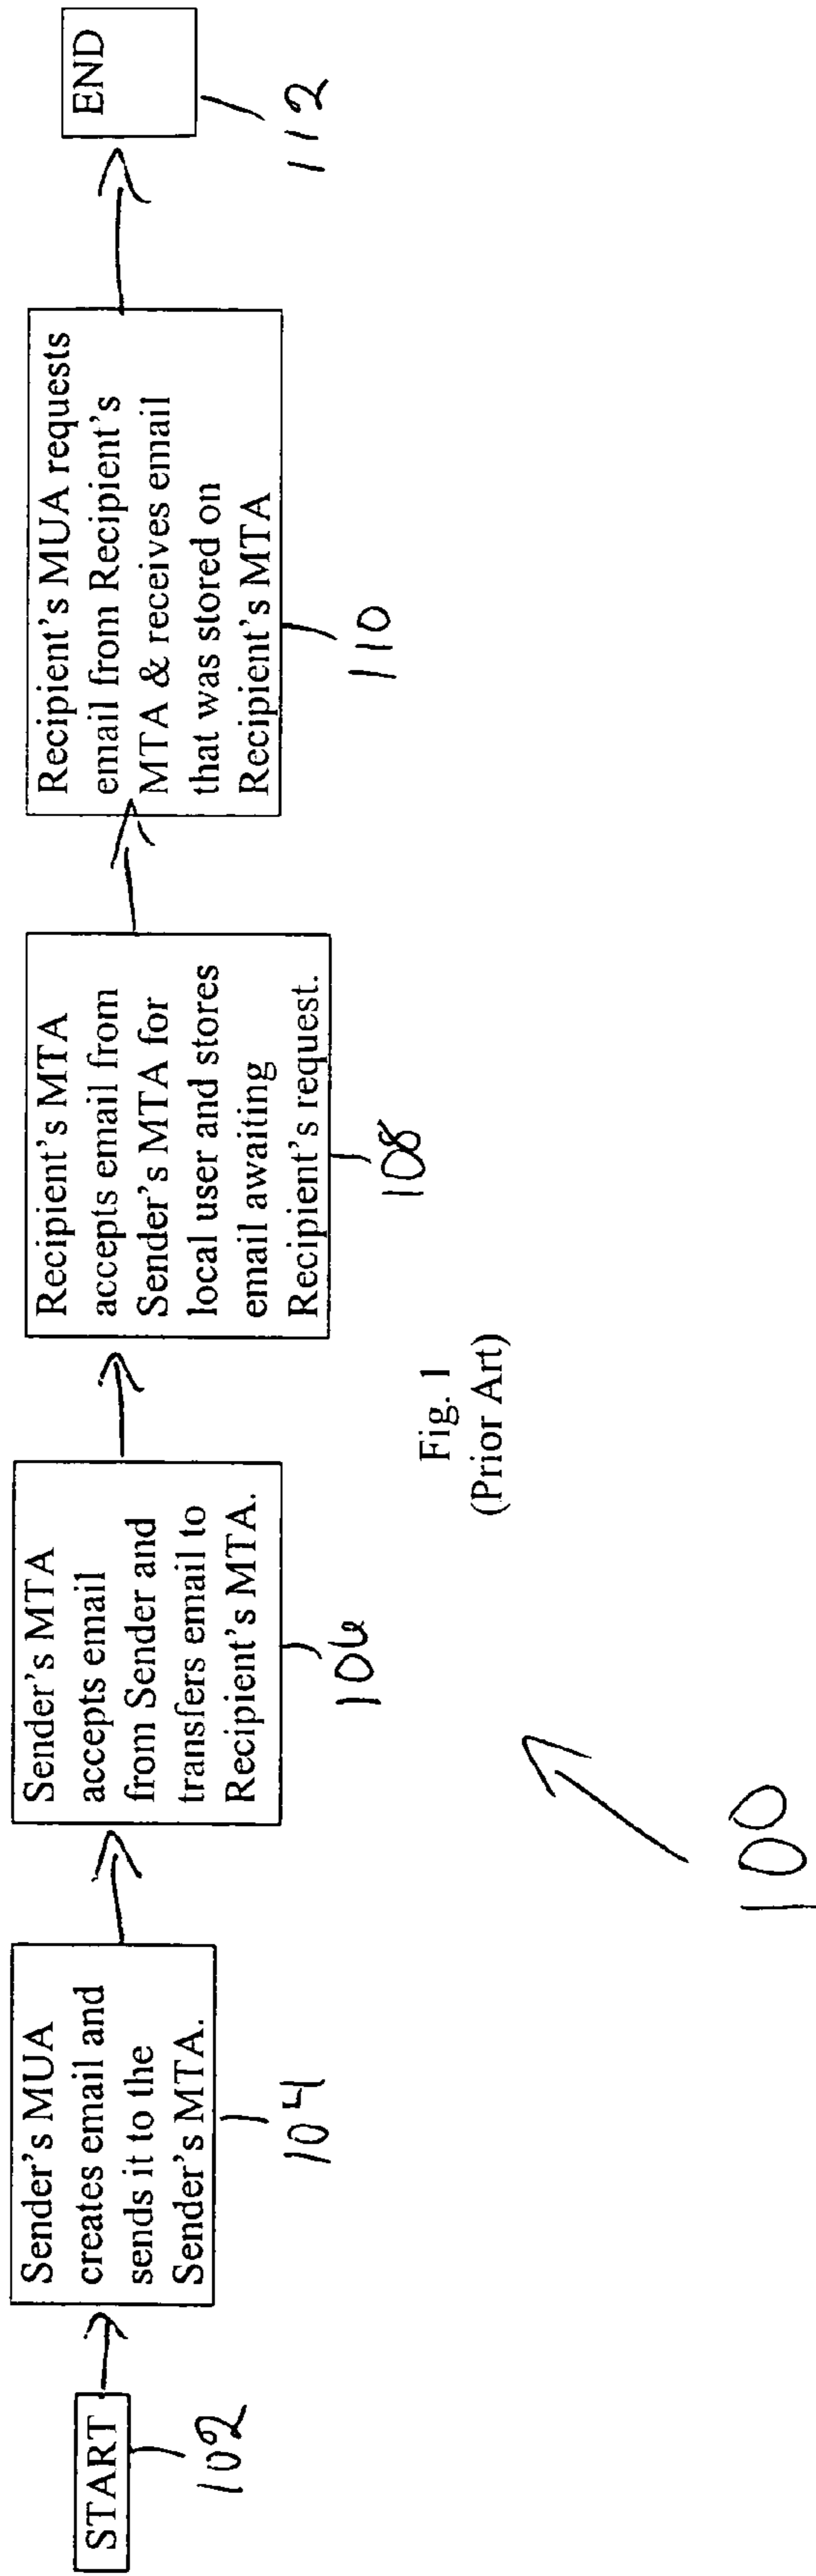 START
102
Sender's MUA
creates email and
sends it to the
Sender's MTA.
104
Sender's MTA
accepts email
from Sender and
transfers email to
Recipient's MTA.
106
Recipient's MTA
accepts email from
Sender's MTA for
local user and stores
email awaiting
Recipient's request.
108
Recipient's MUA requests
email from Recipient's
MTA & receives email
that was stored on
Recipient's MTA
110
END
112
Fig. 1
(Prior Art)
100